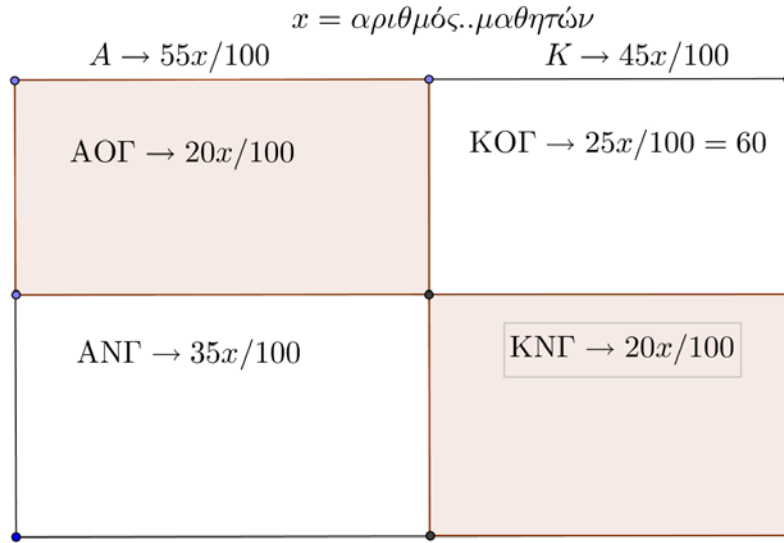 x = αριθμός..μαθητών
A → 55x/100
K → 45x/100
ΑΟΓ → 20x/100
ΚΟΓ → 25x/100 = 60
ΑΝΓ → 35x/100
ΚΝΓ → 20x/100